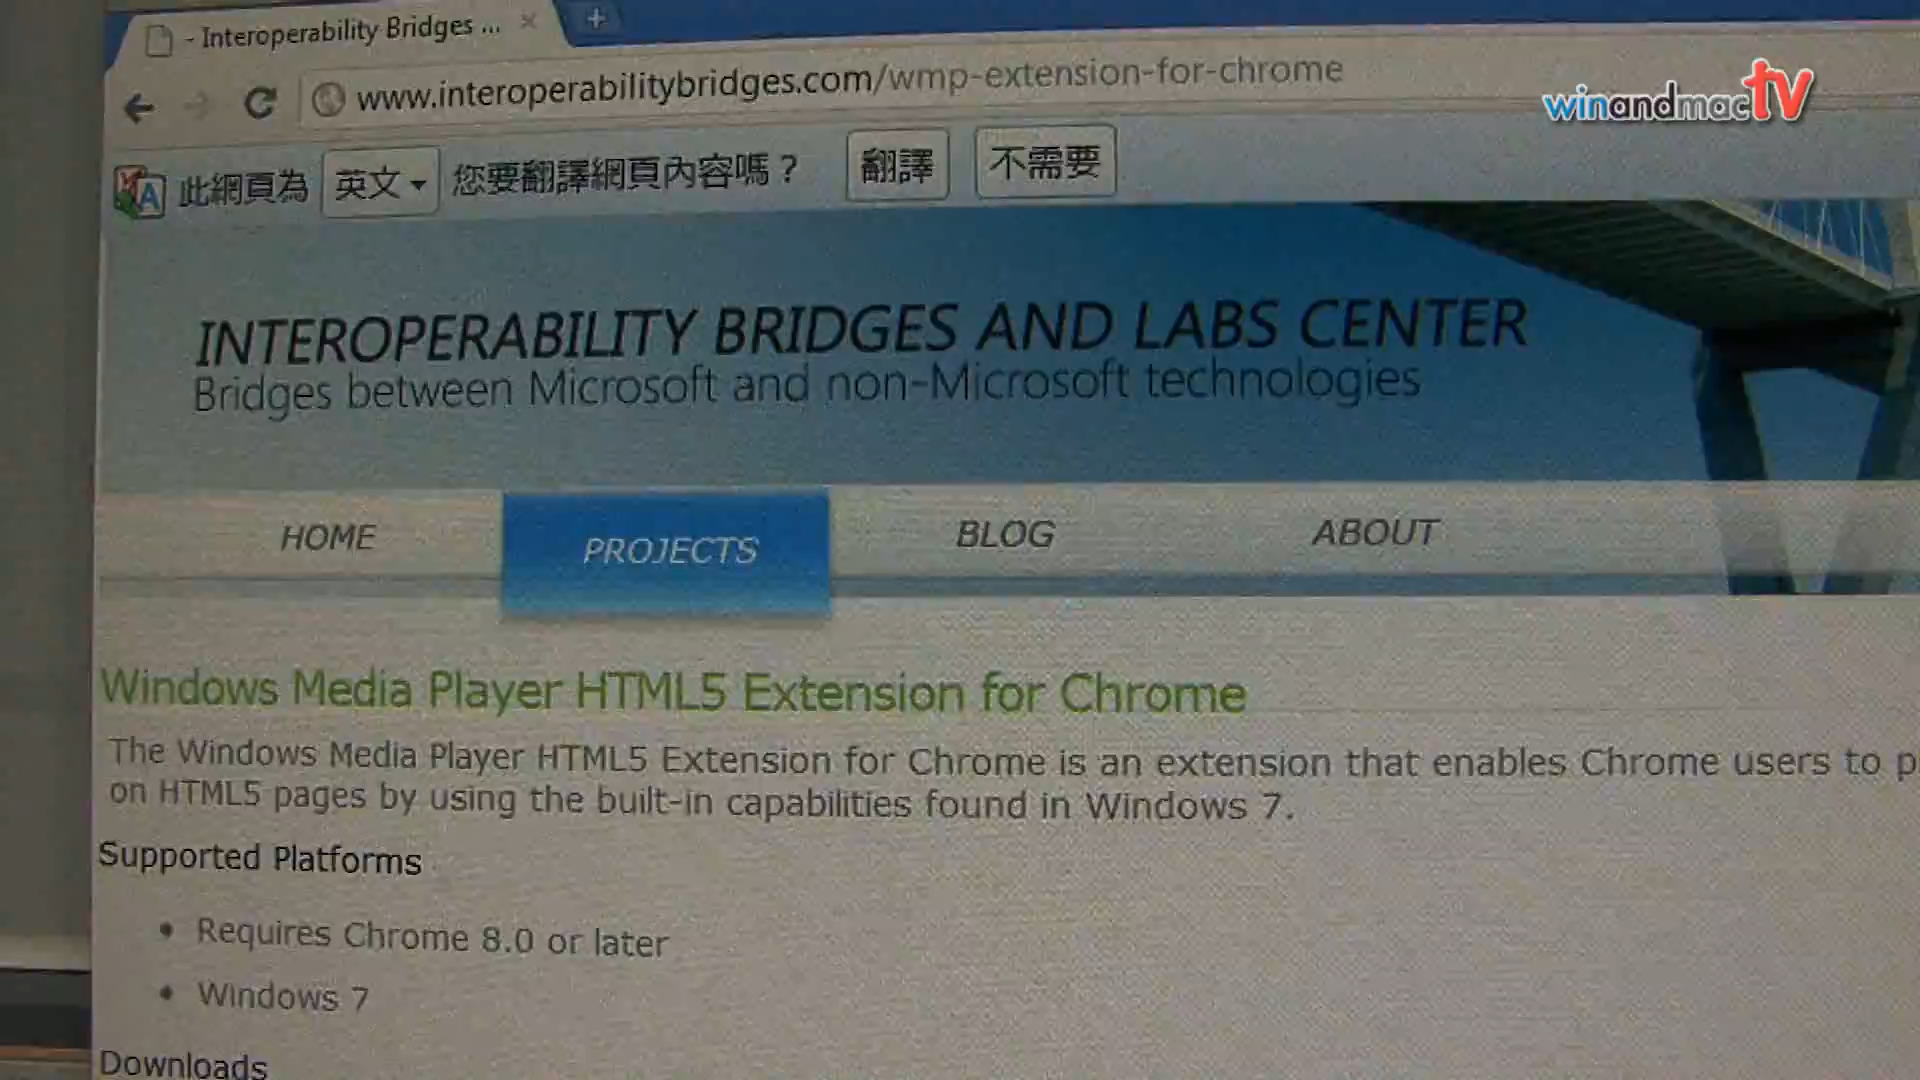 - Interoperability Bridges ...
www.interoperabilitybridges.com/wmp-extension-for-chrome
winandmacTV
此網頁為 英文 您要翻譯網頁內容嗎？ 翻譯 不需要
INTEROPERABILITY BRIDGES AND LABS CENTER
Bridges between Microsoft and non-Microsoft technologies
HOME PROJECTS BLOG ABOUT
Windows Media Player HTML5 Extension for Chrome
The Windows Media Player HTML5 Extension for Chrome is an extension that enables Chrome users to
on HTML5 pages by using the built-in capabilities found in Windows 7.
Supported Platforms
• Requires Chrome 8.0 or later
• Windows 7
Downloads